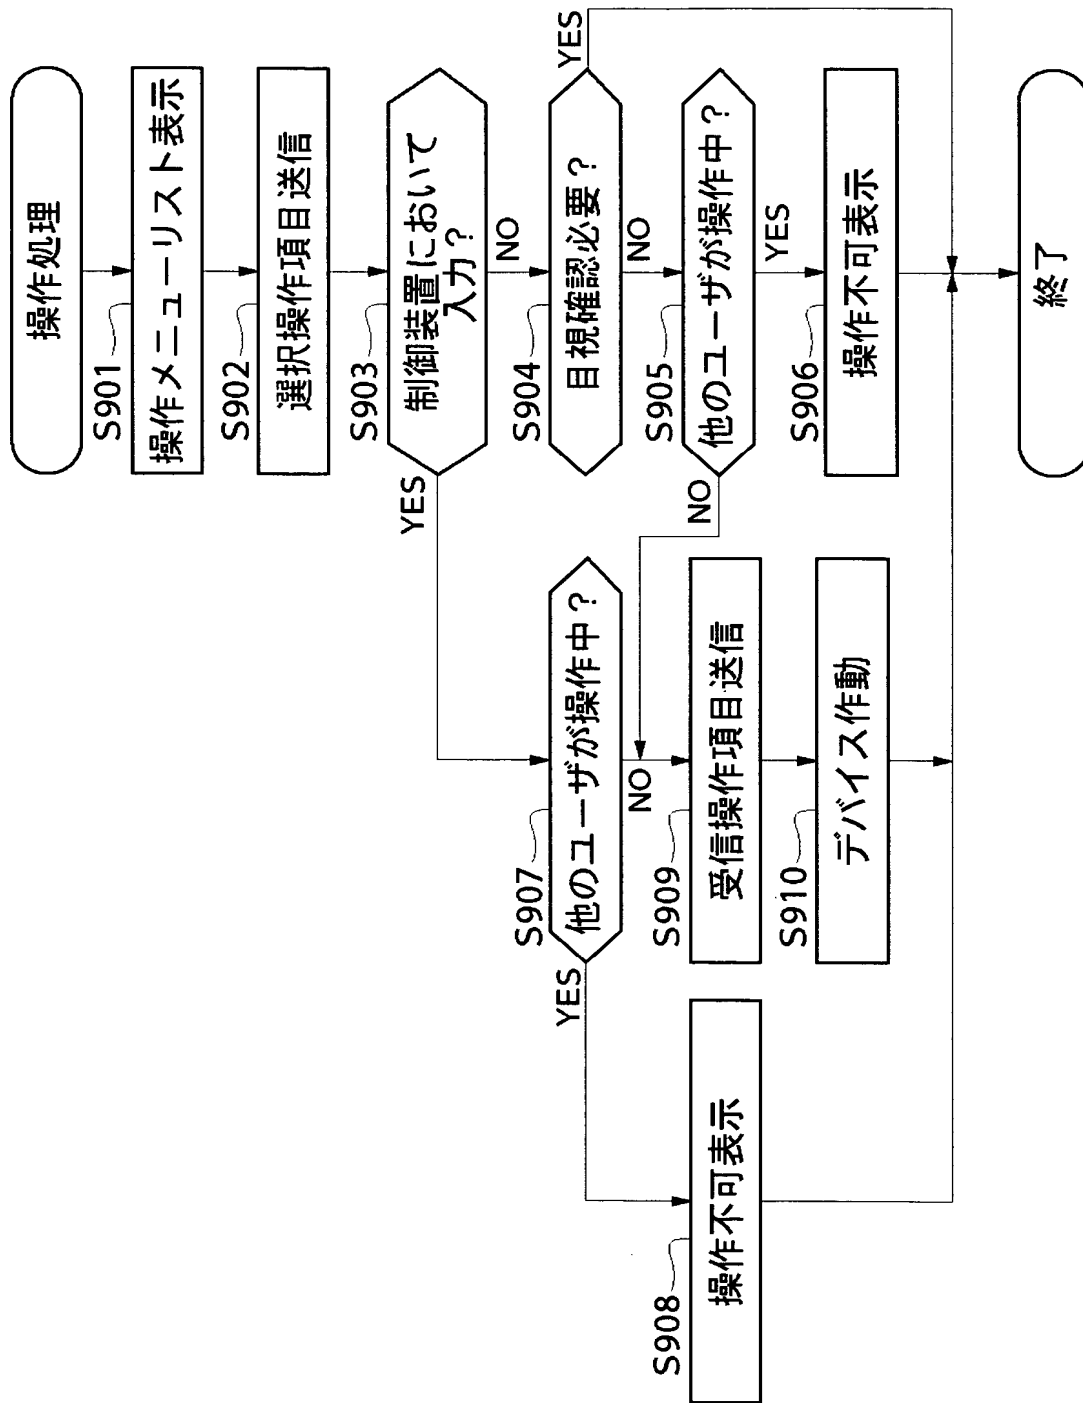 操作処理
S901
操作メニューリスト表示
S902
選択操作項目送信
S903
制御装置において
入力？
YES
NO
S904
目視確認必要？
YES
NO
S905
他のユーザが操作中？
NO
YES
S906
操作不可表示
S907
他のユーザが操作中？
YES
NO
S908
操作不可表示
S909
受信操作項目送信
S910
デバイス作動
終了